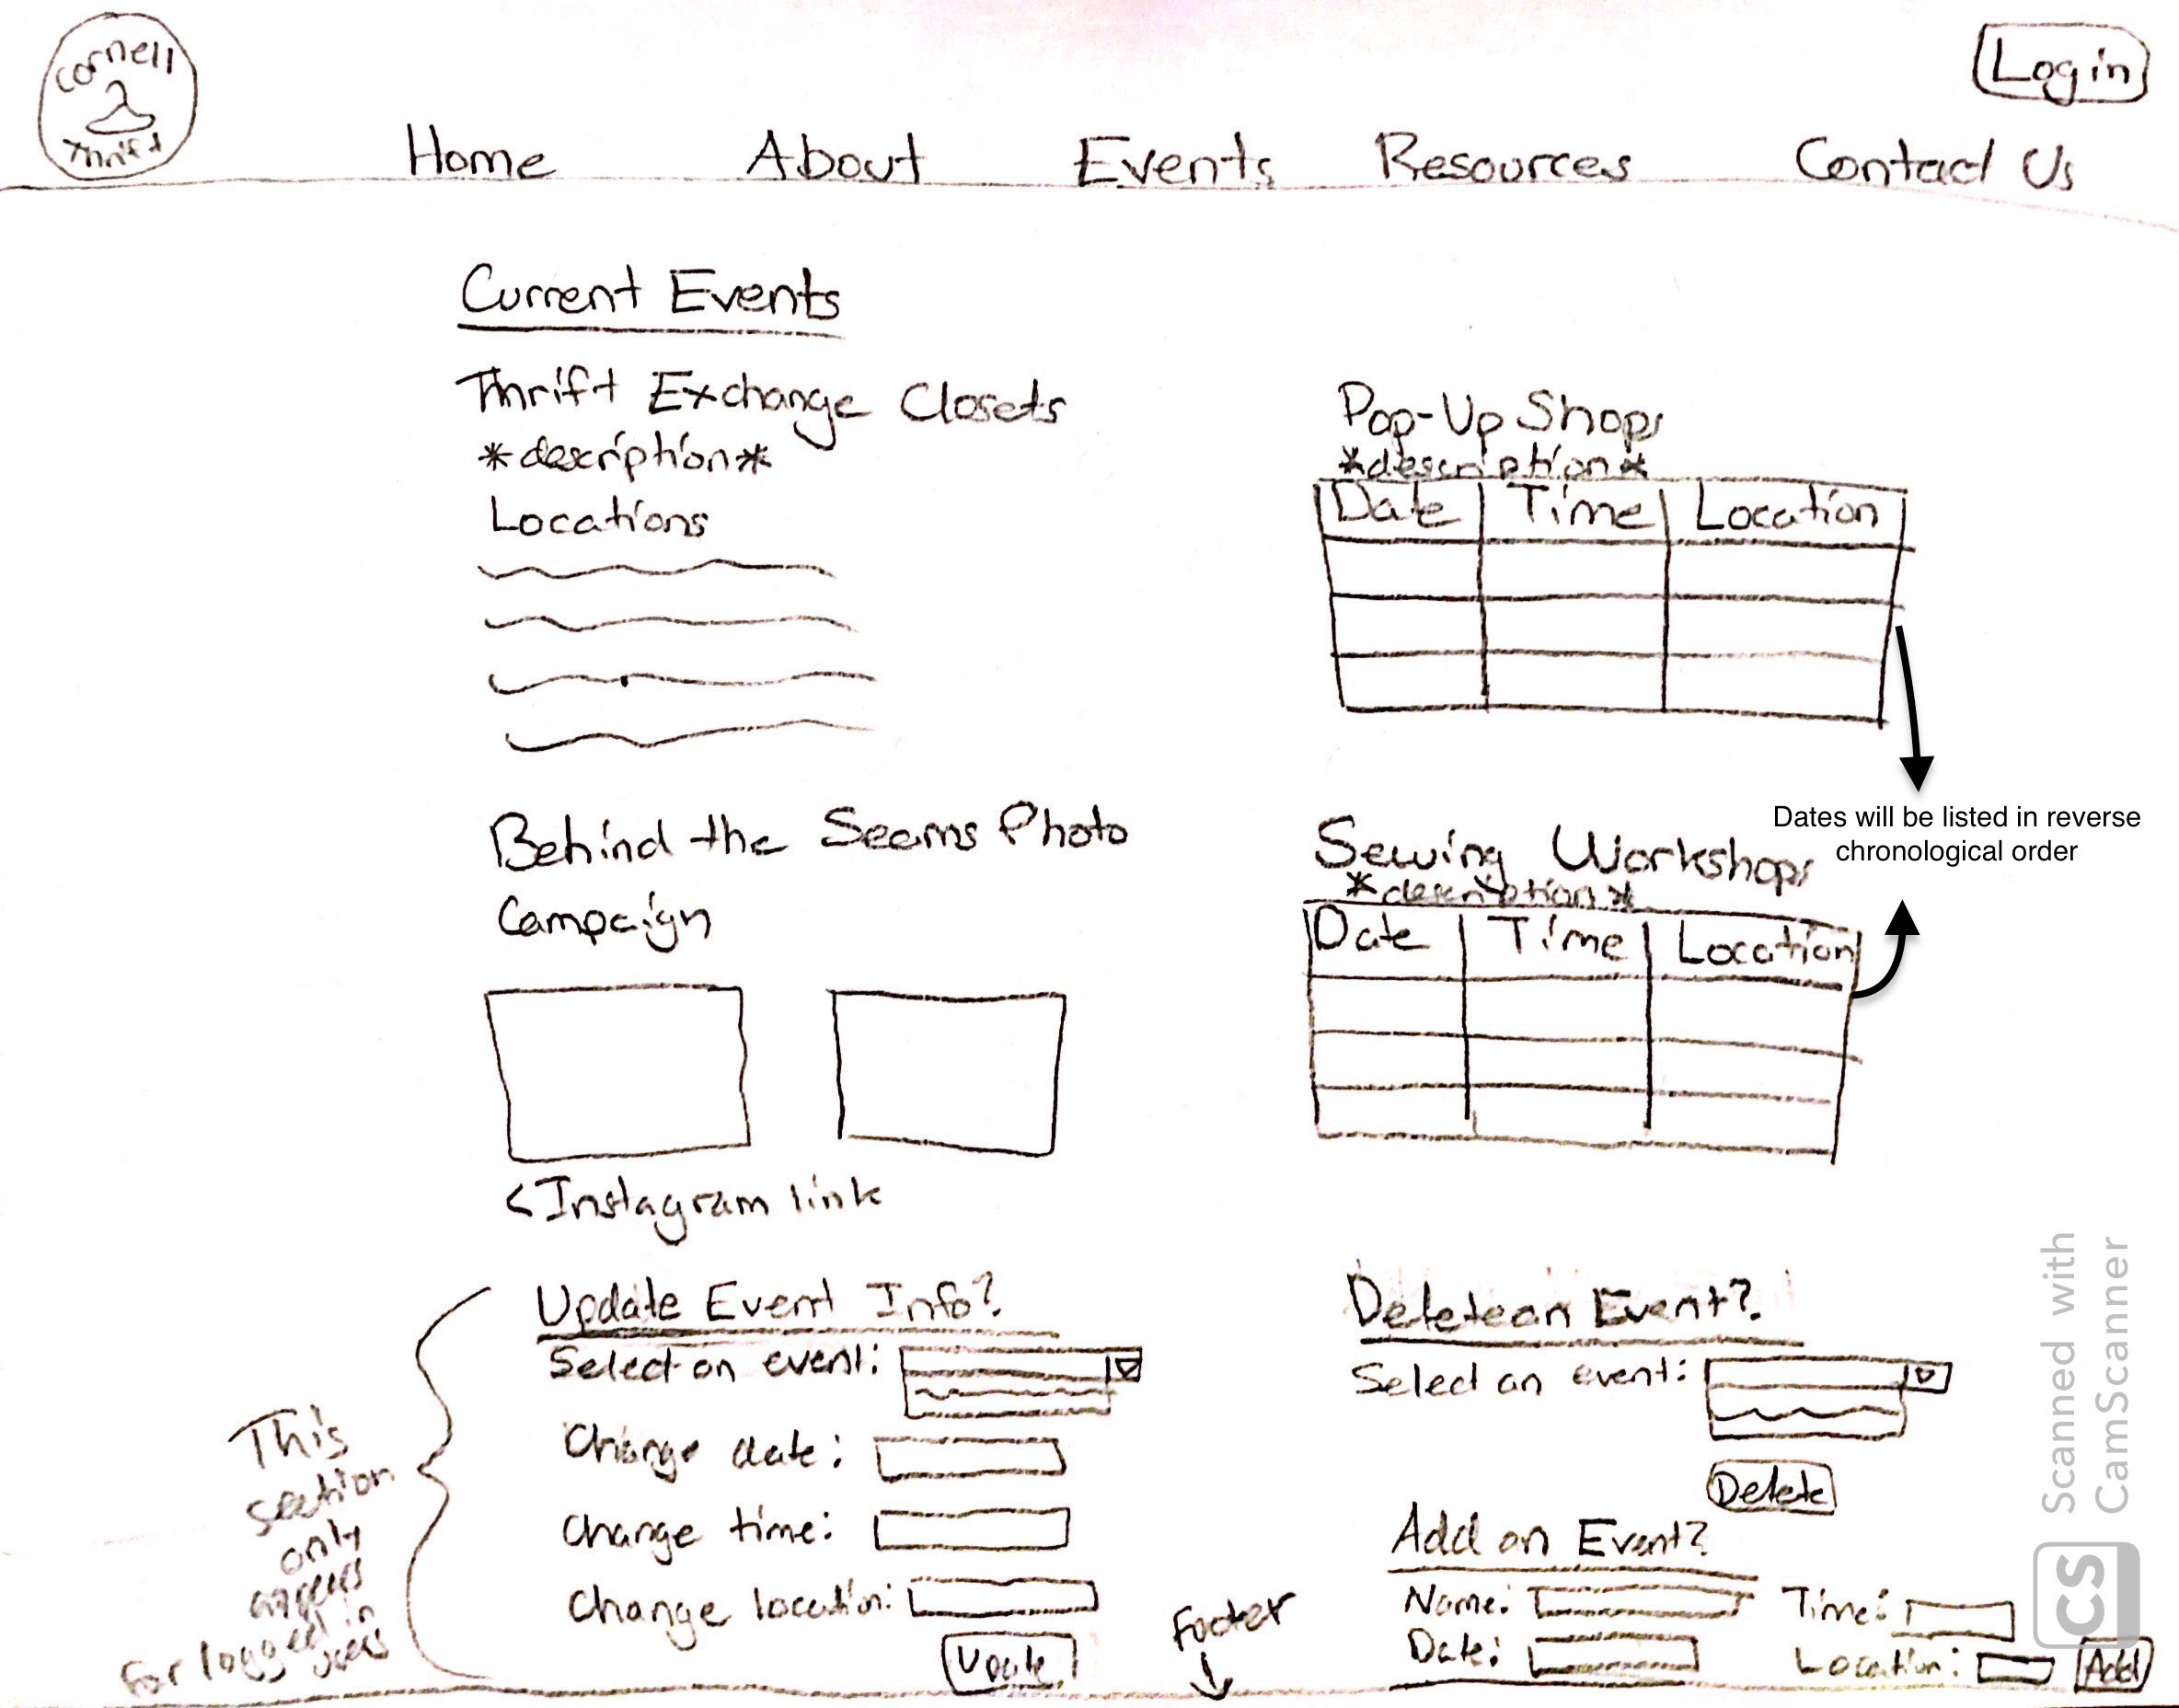 Cornell
Thrift
Login
Home About Events Resources Contact Us
Current Events
Thrift Exchange Closets
*description*
Locations
Pop-Up Shops
*description*
Date Time Location
Dates will be listed in reverse
chronological order
Behind the Seams Photo
Campaign
Sewing Workshops
*description*
Date Time Location
<Instagram link
This
section
only
appears
for logged in
users
Update Event Info?
Select an event:
Change date:
Change time:
Change location:
Update
Delete an Event?
Select an event:
Delete
Add an Event?
Name: Time:
Date: Location: Add
Footer
Scanned with
CamScanner
CS